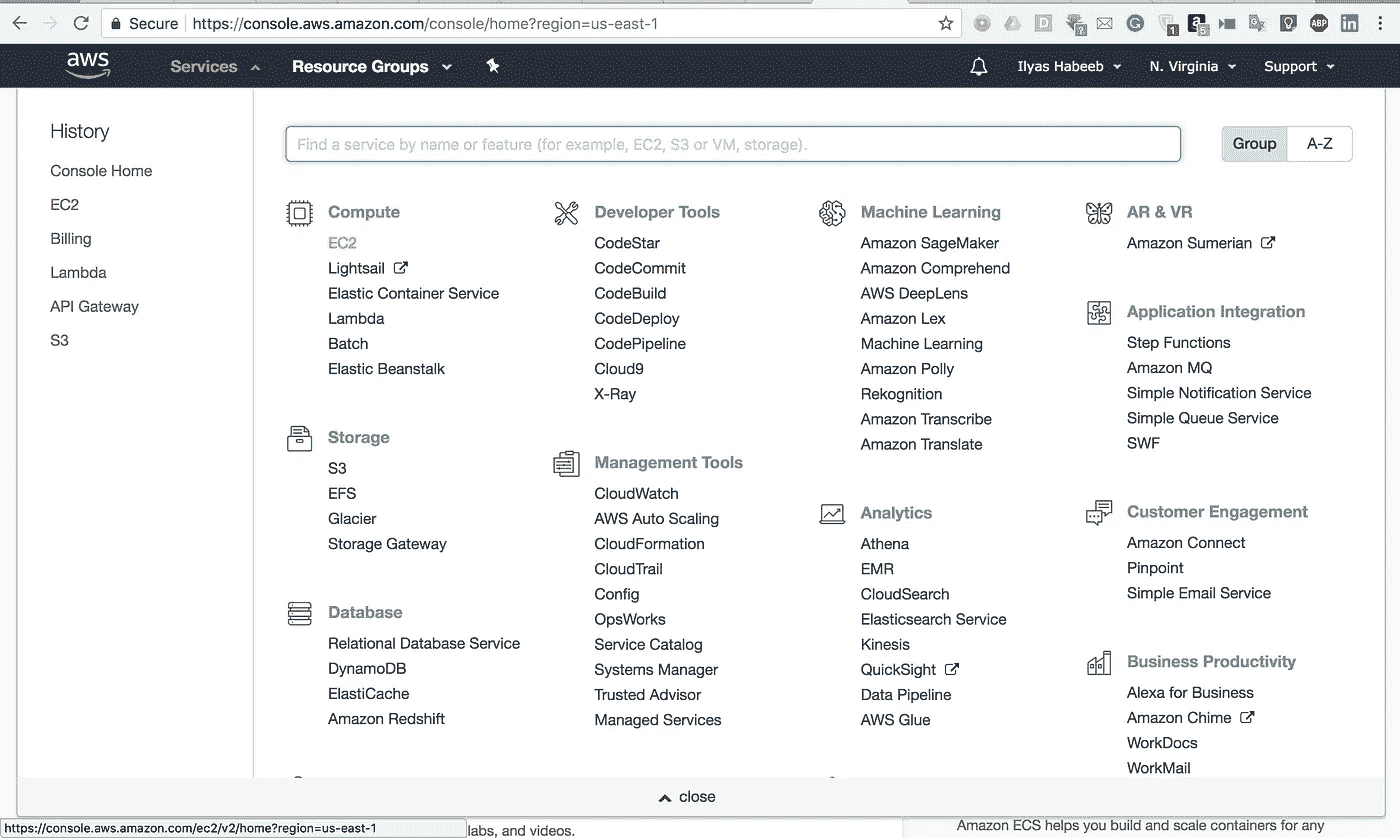 Secure https://console.aws.amazon.com/console/home?region=us-east-1
aws Services Resource Groups Ilyas Habeeb N. Virginia Support
History
Console Home
EC2
Billing
Lambda
API Gateway
S3
Find a service by name or feature (for example, EC2, S3 or VM, storage).
Group A-Z
Compute
EC2
Lightsail
Elastic Container Service
Lambda
Batch
Elastic Beanstalk
Storage
S3
EFS
Glacier
Storage Gateway
Database
Relational Database Service
DynamoDB
ElastiCache
Amazon Redshift
Developer Tools
CodeStar
CodeCommit
CodeBuild
CodeDeploy
CodePipeline
Cloud9
X-Ray
Management Tools
CloudWatch
AWS Auto Scaling
CloudFormation
CloudTrail
Config
OpsWorks
Service Catalog
Systems Manager
Trusted Advisor
Managed Services
Machine Learning
Amazon SageMaker
Amazon Comprehend
AWS DeepLens
Amazon Lex
Machine Learning
Amazon Polly
Rekognition
Amazon Transcribe
Amazon Translate
Analytics
Athena
EMR
CloudSearch
Elasticsearch Service
Kinesis
QuickSight
Data Pipeline
AWS Glue
AR & VR
Amazon Sumerian
Application Integration
Step Functions
Amazon MQ
Simple Notification Service
Simple Queue Service
SWF
Customer Engagement
Amazon Connect
Pinpoint
Simple Email Service
Business Productivity
Alexa for Business
Amazon Chime
WorkDocs
WorkMail
close
https://console.aws.amazon.com/ec2/v2/home?region=us-east-1
labs, and videos.
Amazon ECS helps you build and scale containers for any